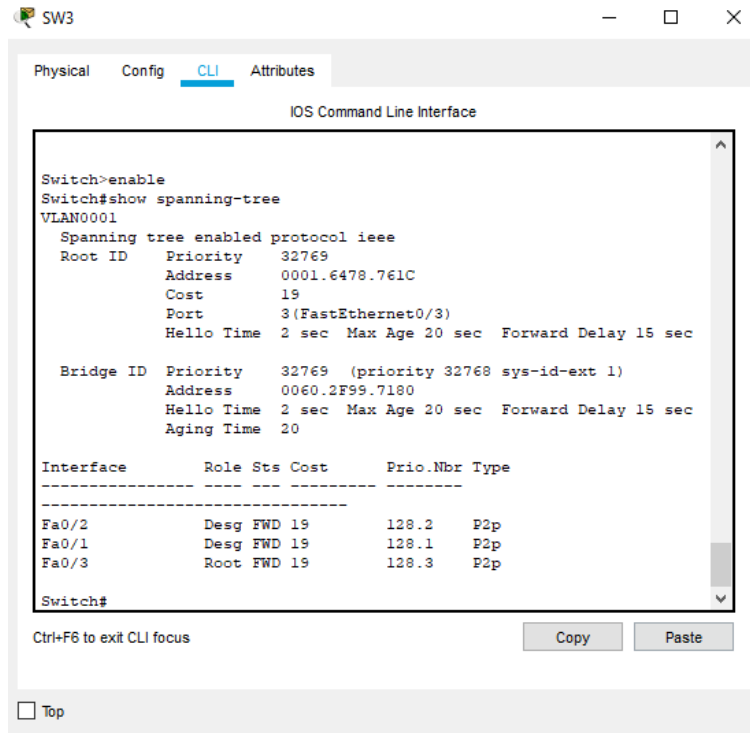 SW3
Physical Config CLI Attributes
IOS Command Line Interface
Switch>enable
Switch#show spanning-tree
VLAN0001
  Spanning tree enabled protocol ieee
  Root ID    Priority    32769
             Address     0001.6478.761C
             Cost        19
             Port        3(FastEthernet0/3)
             Hello Time  2 sec  Max Age 20 sec  Forward Delay 15 sec
  Bridge ID  Priority    32769  (priority 32768 sys-id-ext 1)
             Address     0060.2F99.7180
             Hello Time  2 sec  Max Age 20 sec  Forward Delay 15 sec
             Aging Time  20
Interface        Role Sts Cost      Prio.Nbr Type
---------------- ---- --- --------- --------
--------------------------------
Fa0/2            Desg FWD 19        128.2    P2p
Fa0/1            Desg FWD 19        128.1    P2p
Fa0/3            Root FWD 19        128.3    P2p
Switch#
Ctrl+F6 to exit CLI focus Copy Paste
Top